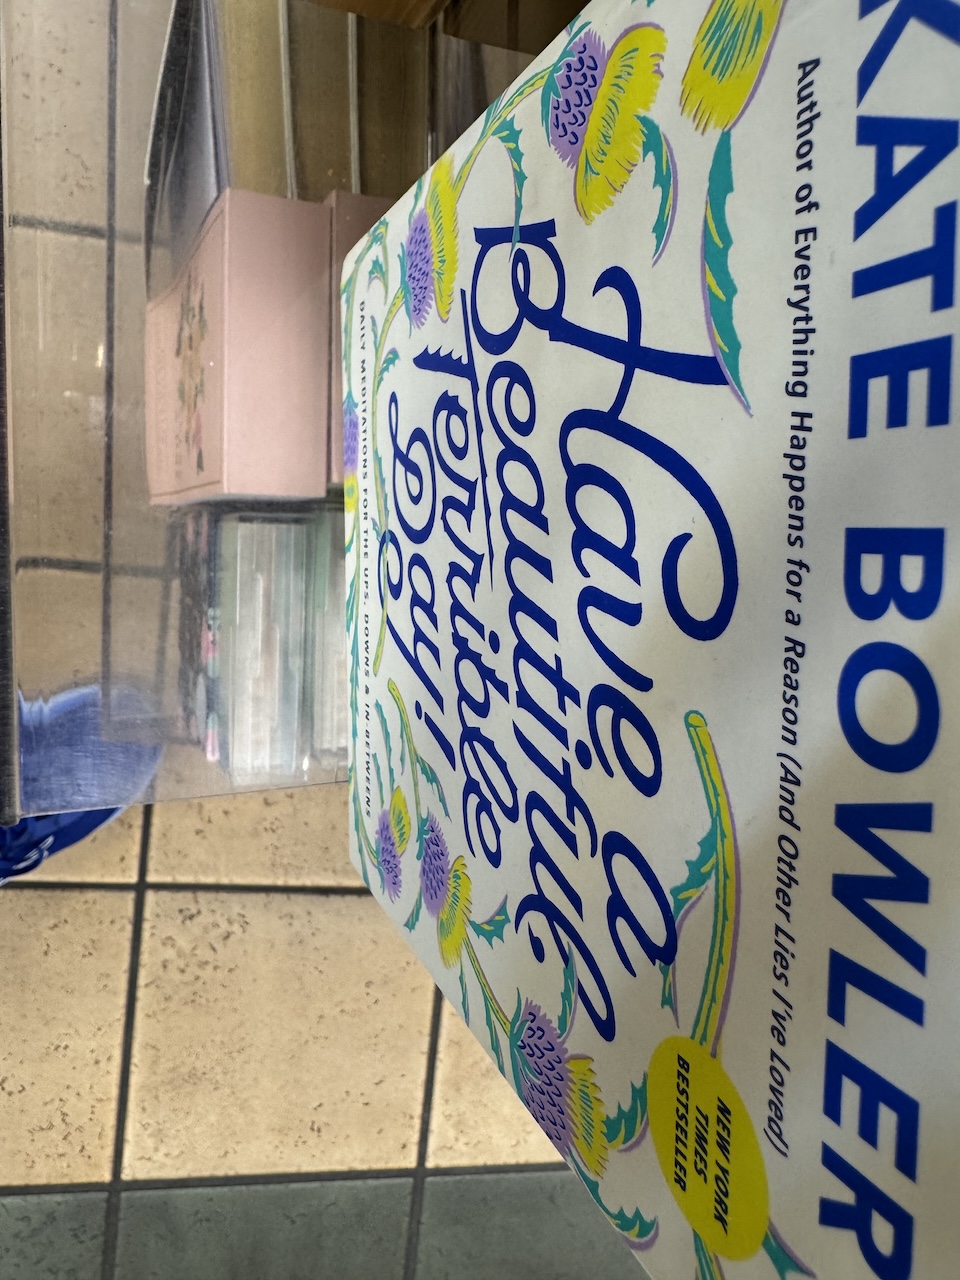 KATE BOWLER
Author of Everything Happens for a Reason (And Other Lies I've Loved)
Have a
Beautiful
Terrible
Day!
DAILY MEDITATIONS FOR THE UPS, DOWNS & IN-BETWEENS
NEW YORK
TIMES
BESTSELLER